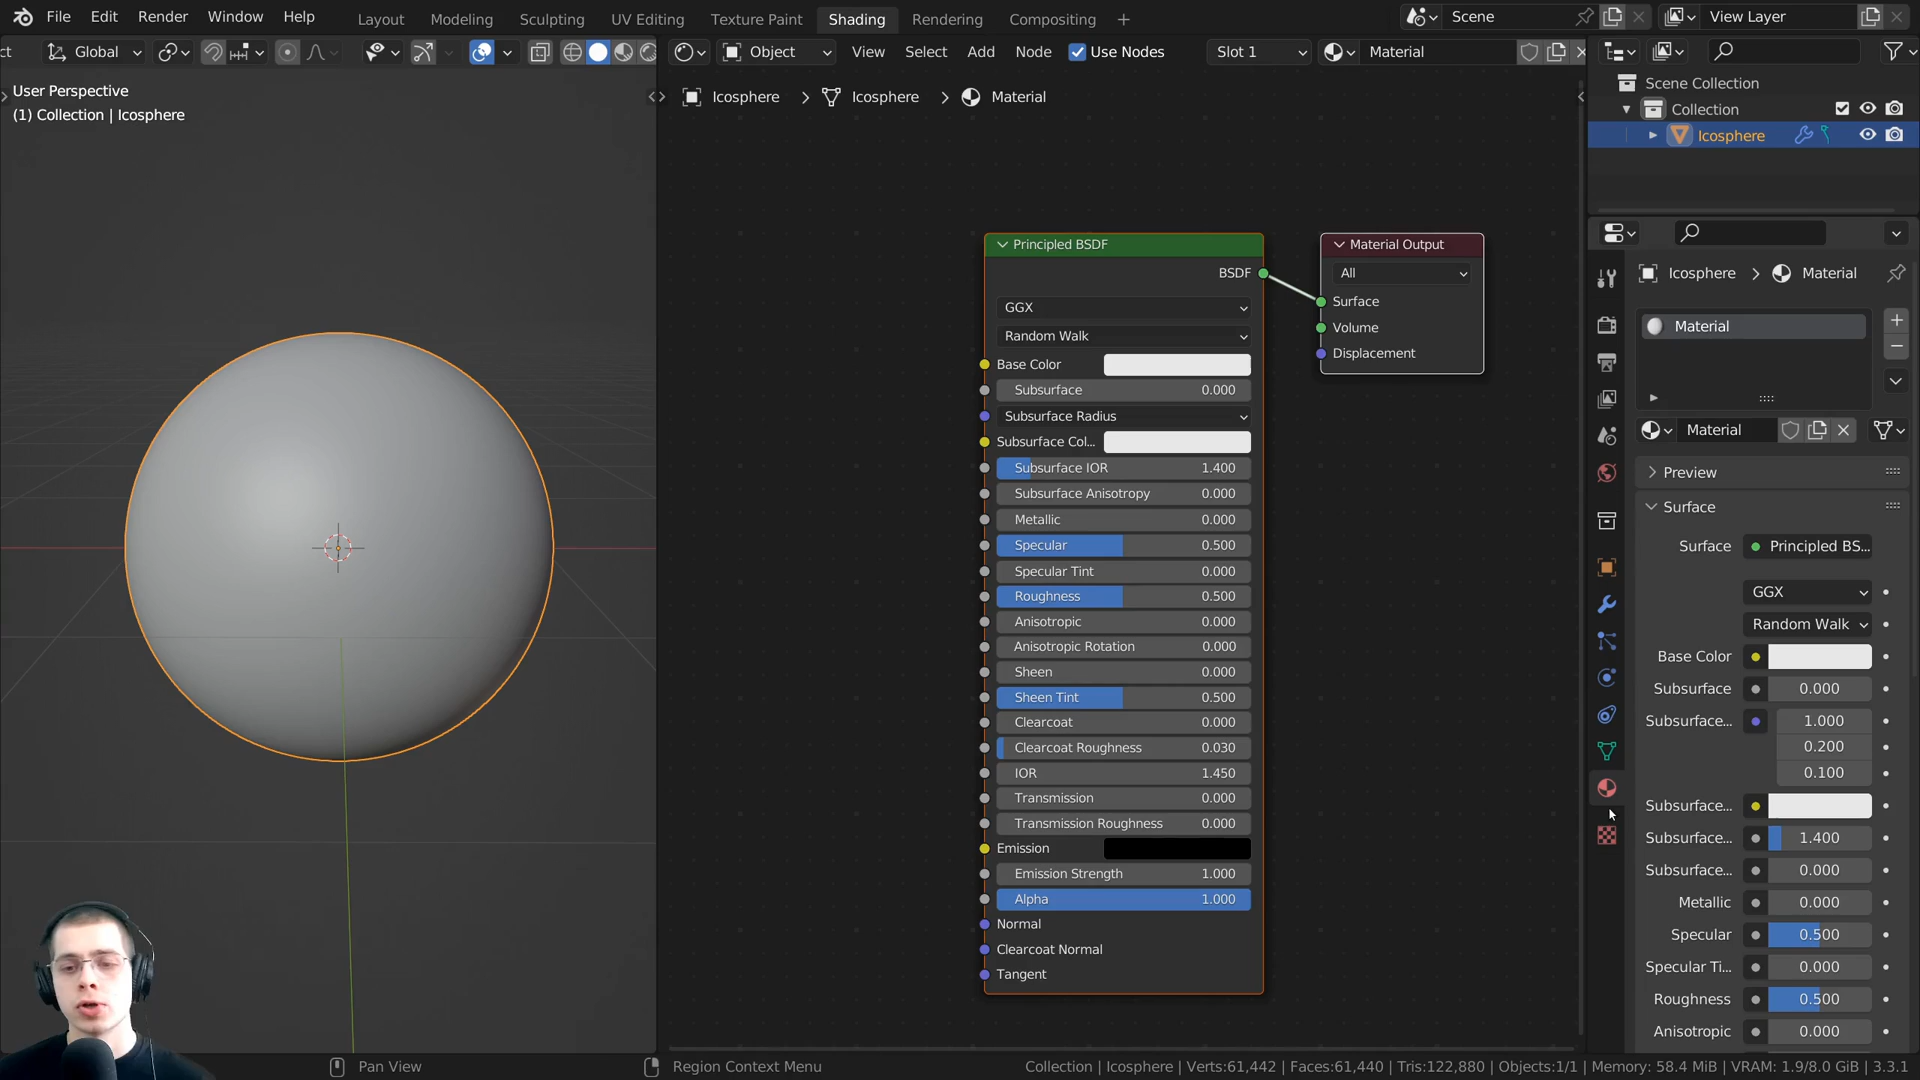 File Edit Render Window Help Layout Modeling Sculpting UV Editing Texture Paint Shading Rendering Compositing + Scene View Layer
Global Object View Select Add Node Use Nodes Slot 1 Material
User Perspective
(1) Collection | Icosphere
Icosphere > Icosphere > Material
Principled BSDF
BSDF
GGX
Random Walk
Base Color
Subsurface 0.000
Subsurface Radius
Subsurface Col...
Subsurface IOR 1.400
Subsurface Anisotropy 0.000
Metallic 0.000
Specular 0.500
Specular Tint 0.000
Roughness 0.500
Anisotropic 0.000
Anisotropic Rotation 0.000
Sheen 0.000
Sheen Tint 0.500
Clearcoat 0.000
Clearcoat Roughness 0.030
IOR 1.450
Transmission 0.000
Transmission Roughness 0.000
Emission
Emission Strength 1.000
Alpha 1.000
Normal
Clearcoat Normal
Tangent
Material Output
All
Surface
Volume
Displacement
Scene Collection
Collection
Icosphere
Icosphere > Material
Material
Material
Preview
Surface
Surface Principled BS...
GGX
Random Walk
Base Color
Subsurface 0.000
Subsurface... 1.000
0.200
0.100
Subsurface...
Subsurface... 1.400
Subsurface... 0.000
Metallic 0.000
Specular 0.500
Specular Ti... 0.000
Roughness 0.500
Anisotropic 0.000
Pan View Region Context Menu Collection | Icosphere | Verts:61,442 | Faces:61,440 | Tris:122,880 | Objects:1/1 | Memory: 58.4 MiB | VRAM: 1.9/8.0 GiB | 3.3.1